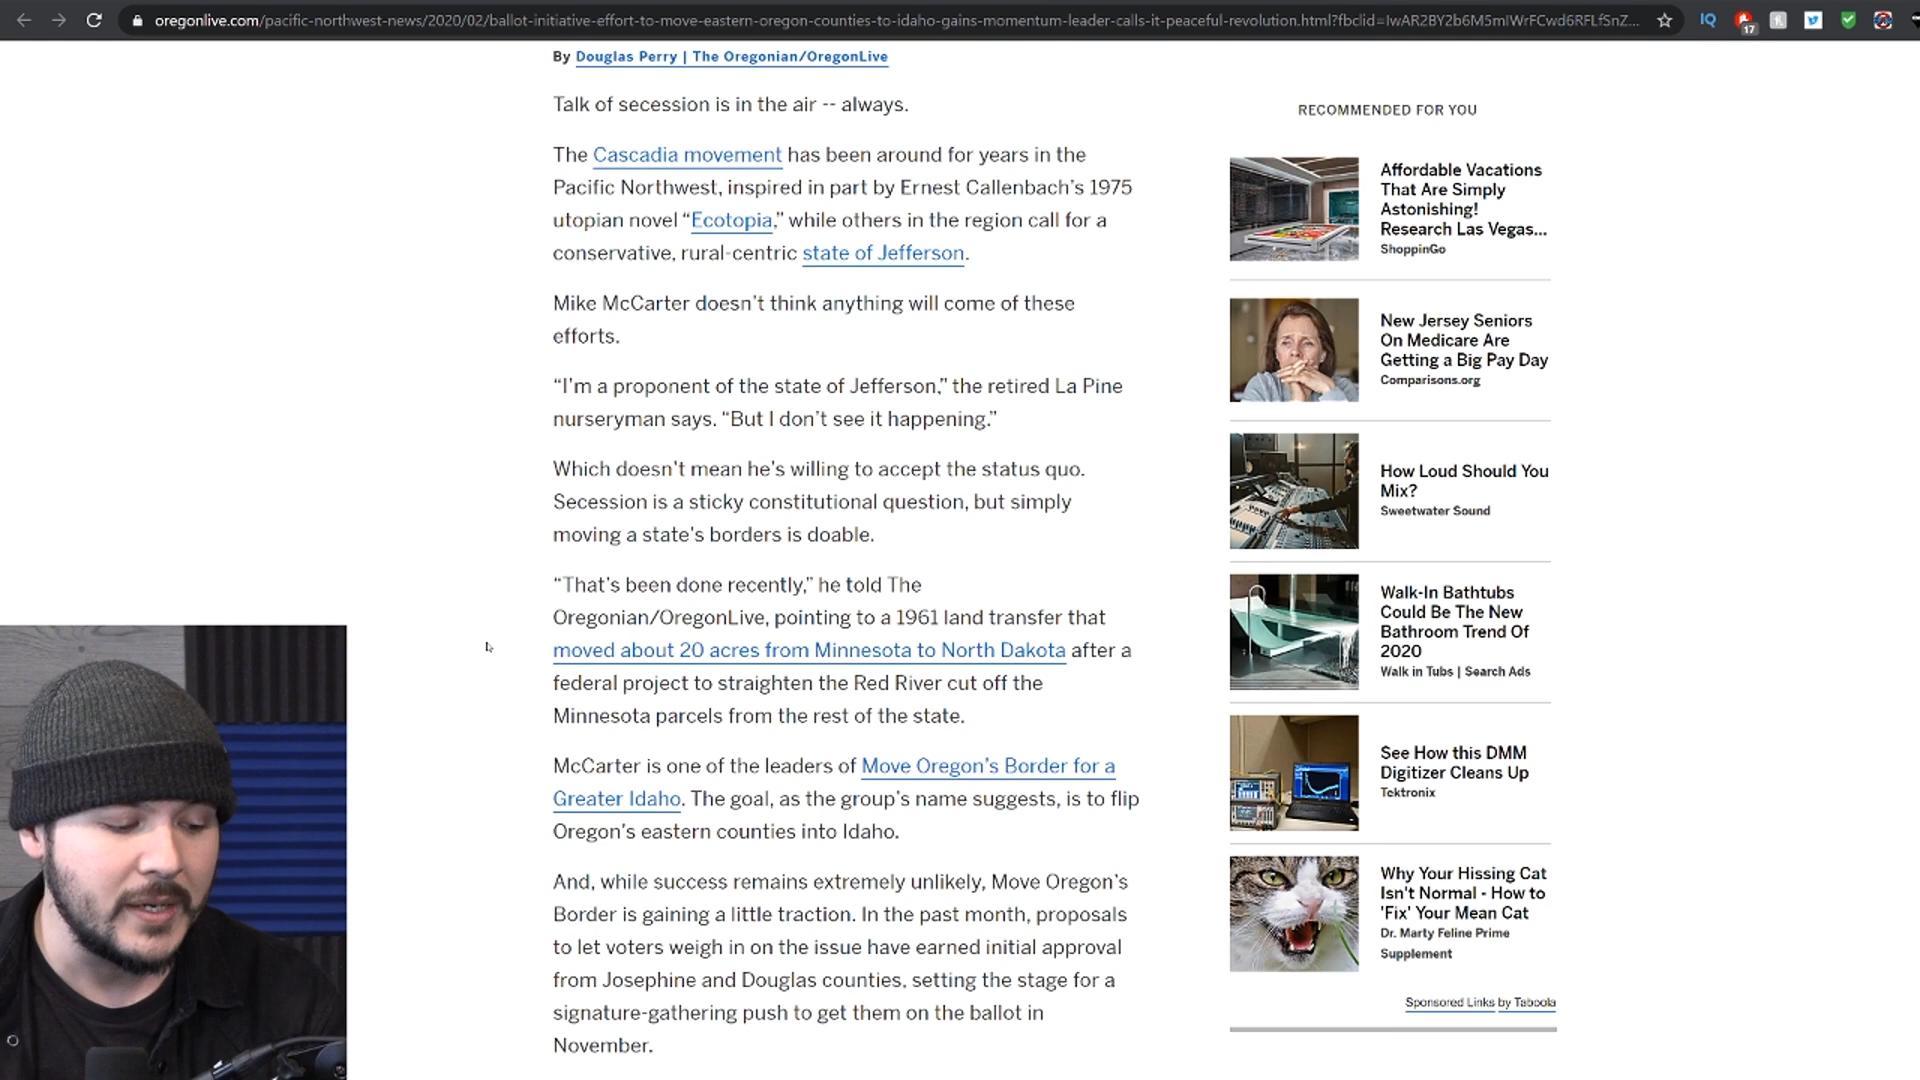 oregonlive.com/pacific-northwest-news/2020/02/ballot-initiative-effort-to-move-eastern-oregon-counties-to-idaho-gains-momentum-leader-calls-it-peaceful-revolution.html?fbclid=IwAR2BY2b6M5mIWrFCwd6RFLfSnZ...
IQ
17
By Douglas Perry | The Oregonian/OregonLive
Talk of secession is in the air -- always.
The Cascadia movement has been around for years in the
Pacific Northwest, inspired in part by Ernest Callenbach’s 1975
utopian novel “Ecotopia,” while others in the region call for a
conservative, rural-centric state of Jefferson.
Mike McCarter doesn’t think anything will come of these
efforts.
“I’m a proponent of the state of Jefferson,” the retired La Pine
nurseryman says. “But I don’t see it happening.”
Which doesn’t mean he’s willing to accept the status quo.
Secession is a sticky constitutional question, but simply
moving a state’s borders is doable.
“That’s been done recently,” he told The
Oregonian/OregonLive, pointing to a 1961 land transfer that
moved about 20 acres from Minnesota to North Dakota after a
federal project to straighten the Red River cut off the
Minnesota parcels from the rest of the state.
McCarter is one of the leaders of Move Oregon’s Border for a
Greater Idaho. The goal, as the group’s name suggests, is to flip
Oregon’s eastern counties into Idaho.
And, while success remains extremely unlikely, Move Oregon’s
Border is gaining a little traction. In the past month, proposals
to let voters weigh in on the issue have earned initial approval
from Josephine and Douglas counties, setting the stage for a
signature-gathering push to get them on the ballot in
November.
RECOMMENDED FOR YOU
Affordable Vacations
That Are Simply
Astonishing!
Research Las Vegas...
ShoppinGo
New Jersey Seniors
On Medicare Are
Getting a Big Pay Day
Comparisons.org
How Loud Should You
Mix?
Sweetwater Sound
Walk-In Bathtubs
Could Be The New
Bathroom Trend Of
2020
Walk in Tubs | Search Ads
See How this DMM
Digitizer Cleans Up
Tektronix
Why Your Hissing Cat
Isn't Normal - How to
'Fix' Your Mean Cat
Dr. Marty Feline Prime
Supplement
Sponsored Links by Taboola